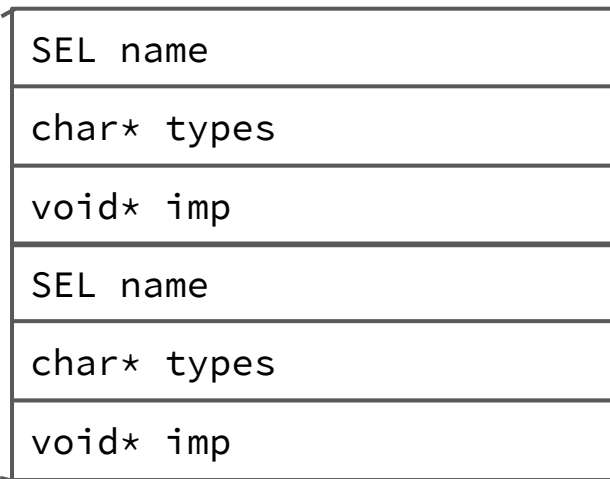 SEL name
char* types
void* imp
SEL name
char* types
void* imp